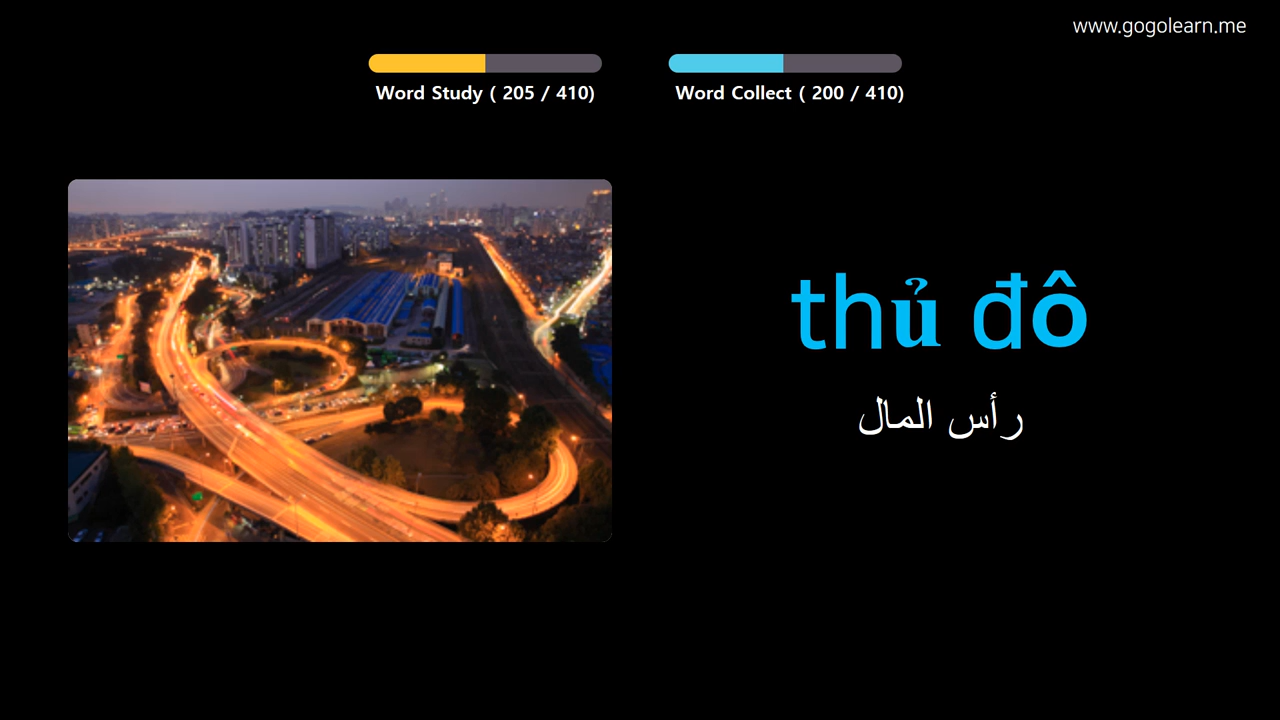 www.gogolearn.me
Word Study ( 205 / 410)
Word Collect ( 200 / 410)
thủ đô
رأس المال